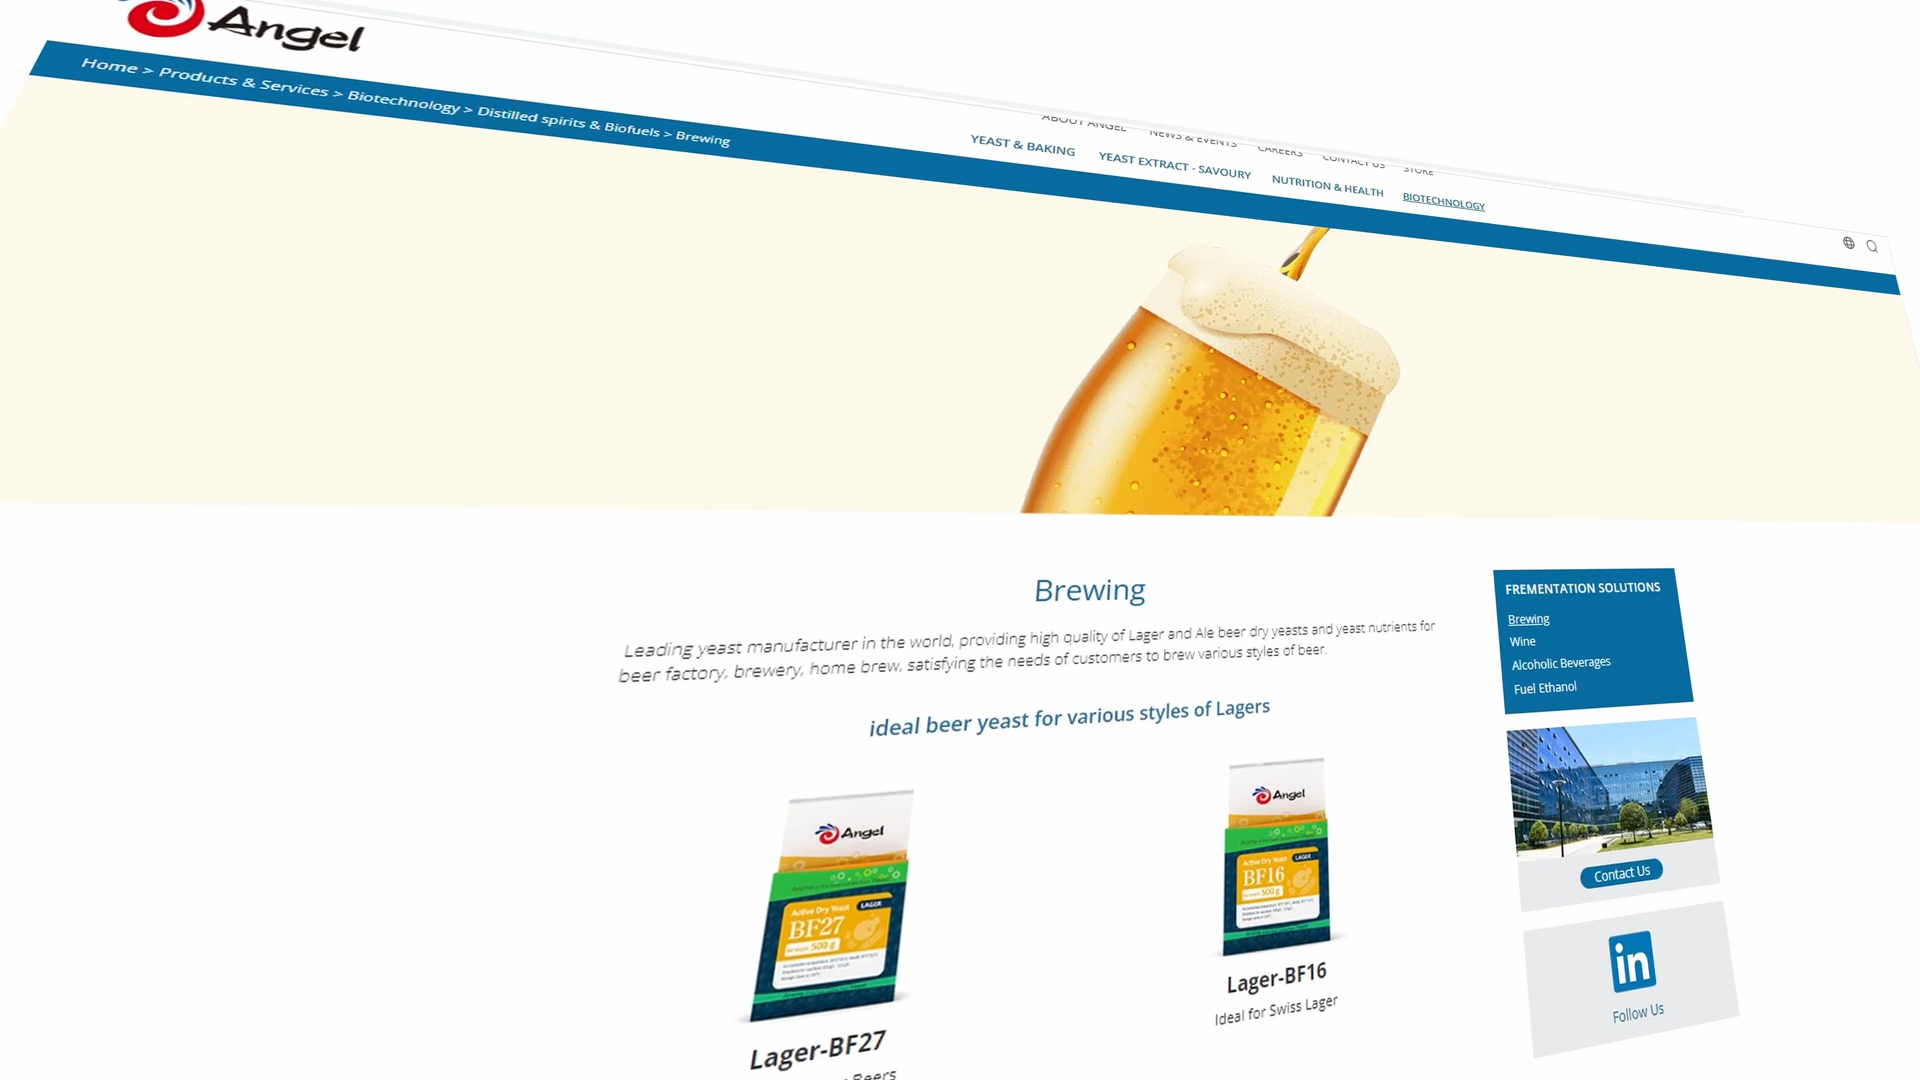 Angel
Home > Products & Services > Biotechnology > Distilled spirits & Biofuels > Brewing
ABOUT ANGEL NEWS & EVENTS CAREERS CONTACT US STORE
YEAST & BAKING YEAST EXTRACT - SAVOURY NUTRITION & HEALTH BIOTECHNOLOGY
Brewing
Leading yeast manufacturer in the world, providing high quality of Lager and Ale beer dry yeasts and yeast nutrients for
beer factory, brewery, home brew, satisfying the needs of customers to brew various styles of beer.
ideal beer yeast for various styles of Lagers
Angel
Active Dry Yeast LAGER
BF27
500 g
Lager-BF27
Beers
Angel
Active Dry Yeast LAGER
BF16
500 g
Lager-BF16
Ideal for Swiss Lager
FREMENTATION SOLUTIONS
Brewing
Wine
Alcoholic Beverages
Fuel Ethanol
Contact Us
in
Follow Us